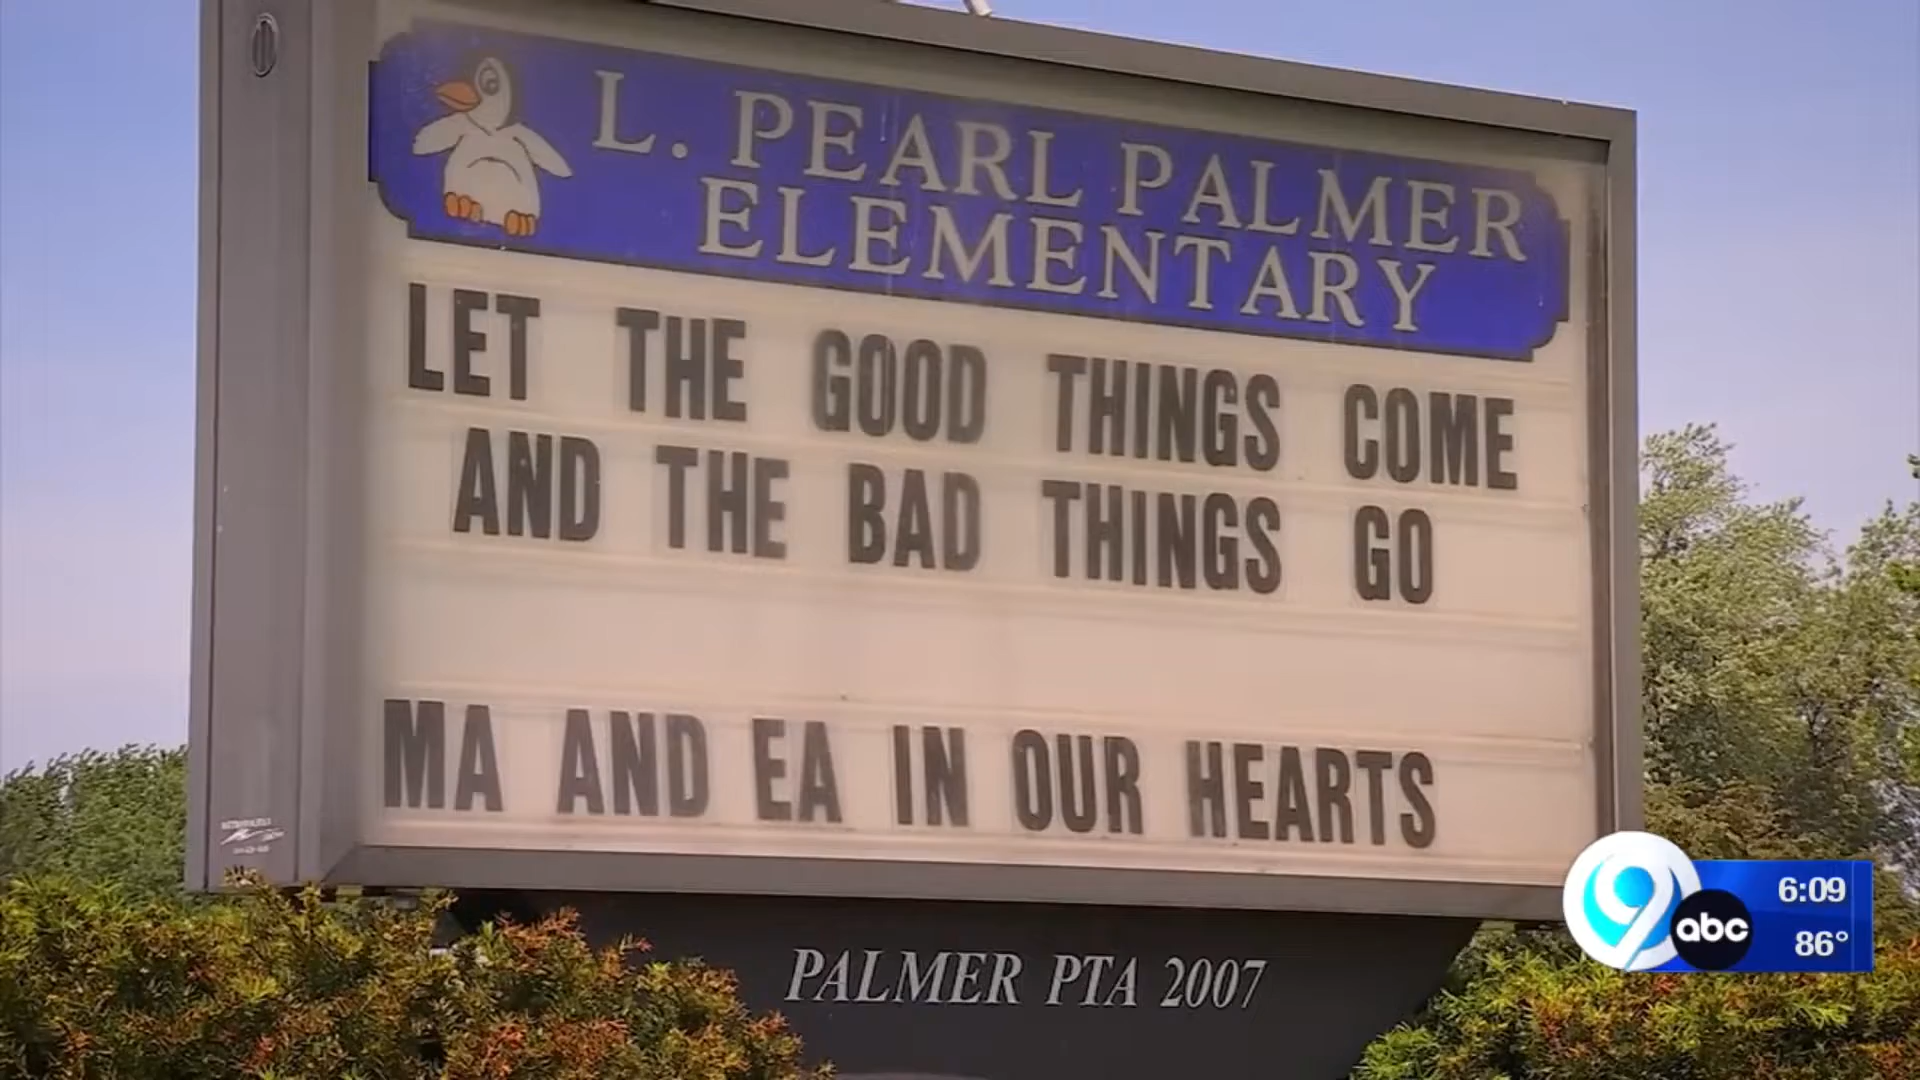 L. PEARL PALMER
ELEMENTARY
LET THE GOOD THINGS COME
AND THE BAD THINGS GO
MA AND EA IN OUR HEARTS
PALMER PTA 2007
9
abc
6:09
86°